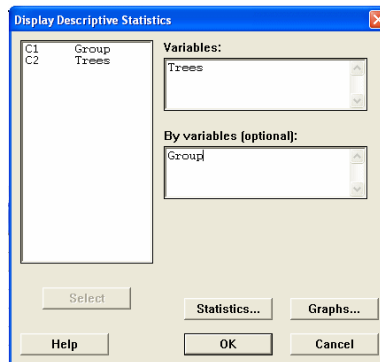 Display Descriptive Statistics
C1 Group
C2 Trees
Variables:
Trees
By variables (optional):
Group
Select
Statistics...
Graphs...
Help
OK
Cancel